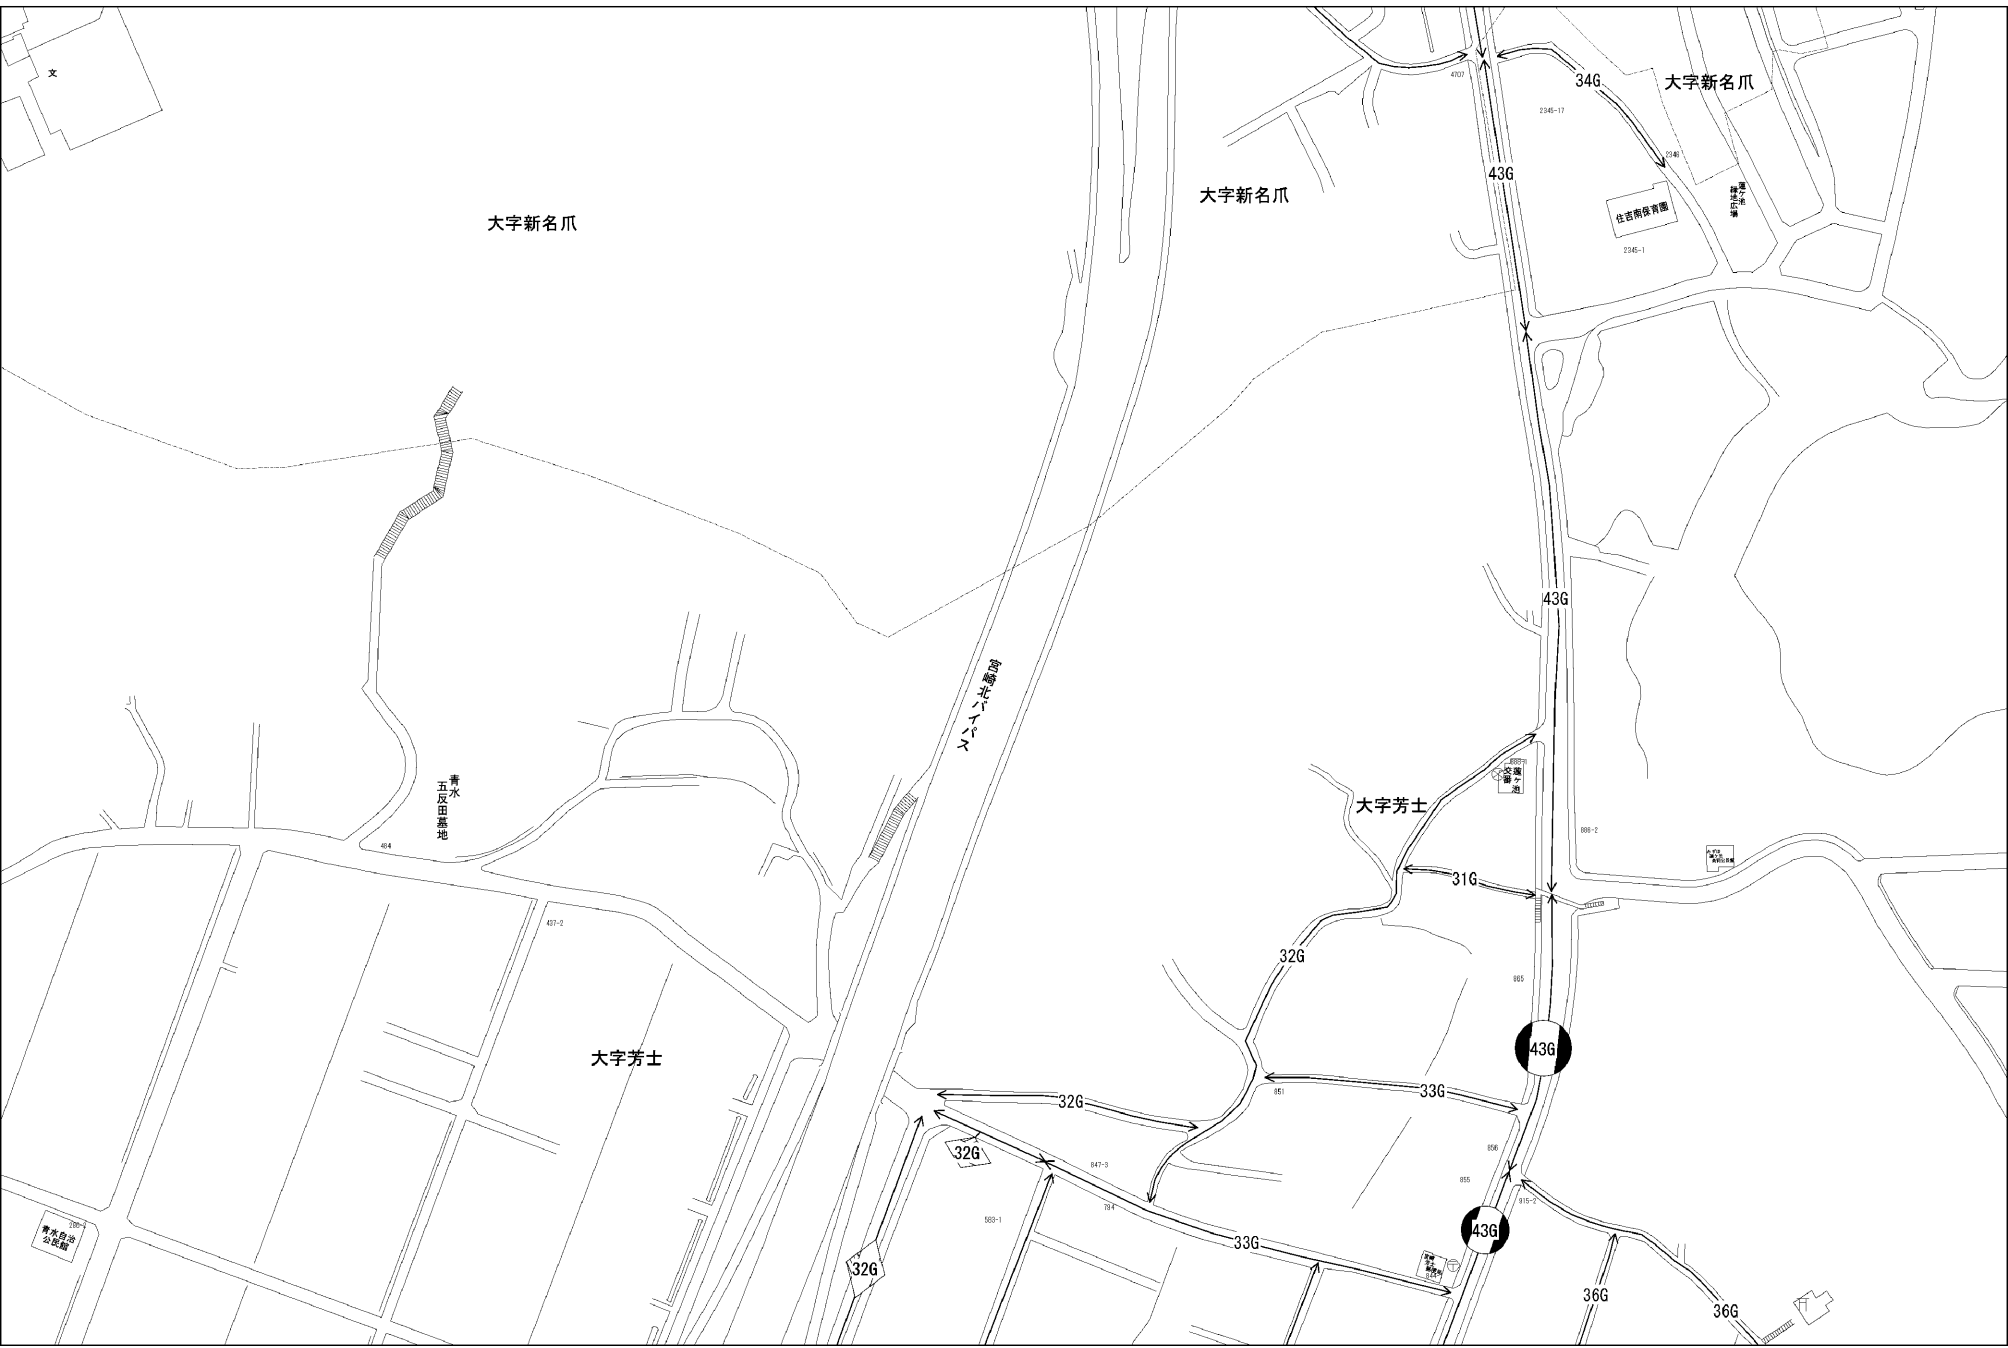 文
大字新名爪
34G
4707
2345-17
大字新名爪
2346
43G
大字新名爪
蓮ケ池
緑地広場
住吉南保育園
2345-1
43G
宮崎北バイパス
青水
五反田墓地
484
蓮ケ池
交番
大字芳士
886-2
31G
497-2
32G
865
大字芳士
43G
851
33G
32G
856
32G
847-3
855
915-2
794
583-1
青水自治
公民館
33G
43G
32G
36G
36G